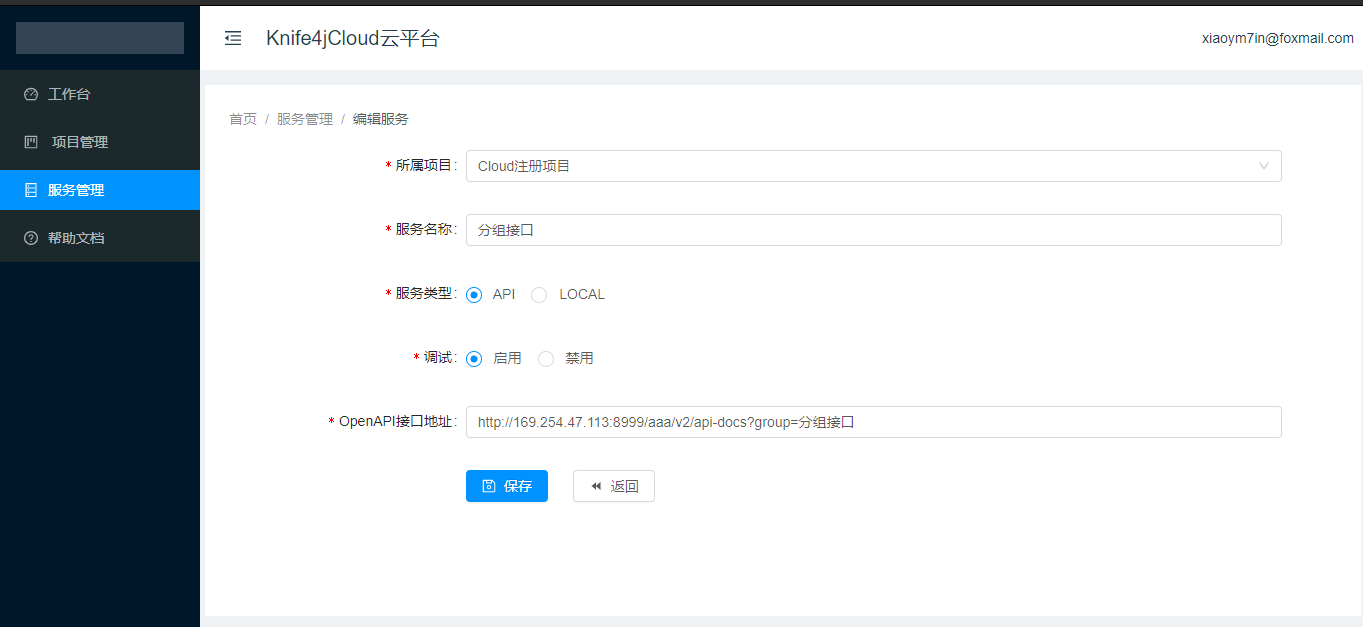 Knife4jCloud云平台
xiaoym7in@foxmail.com
工作台
项目管理
服务管理
帮助文档
首页 / 服务管理 / 编辑服务
* 所属项目: Cloud注册项目
* 服务名称: 分组接口
* 服务类型: API LOCAL
* 调试: 启用 禁用
* OpenAPI接口地址: http://169.254.47.113:8999/aaa/v2/api-docs?group=分组接口
保存 返回